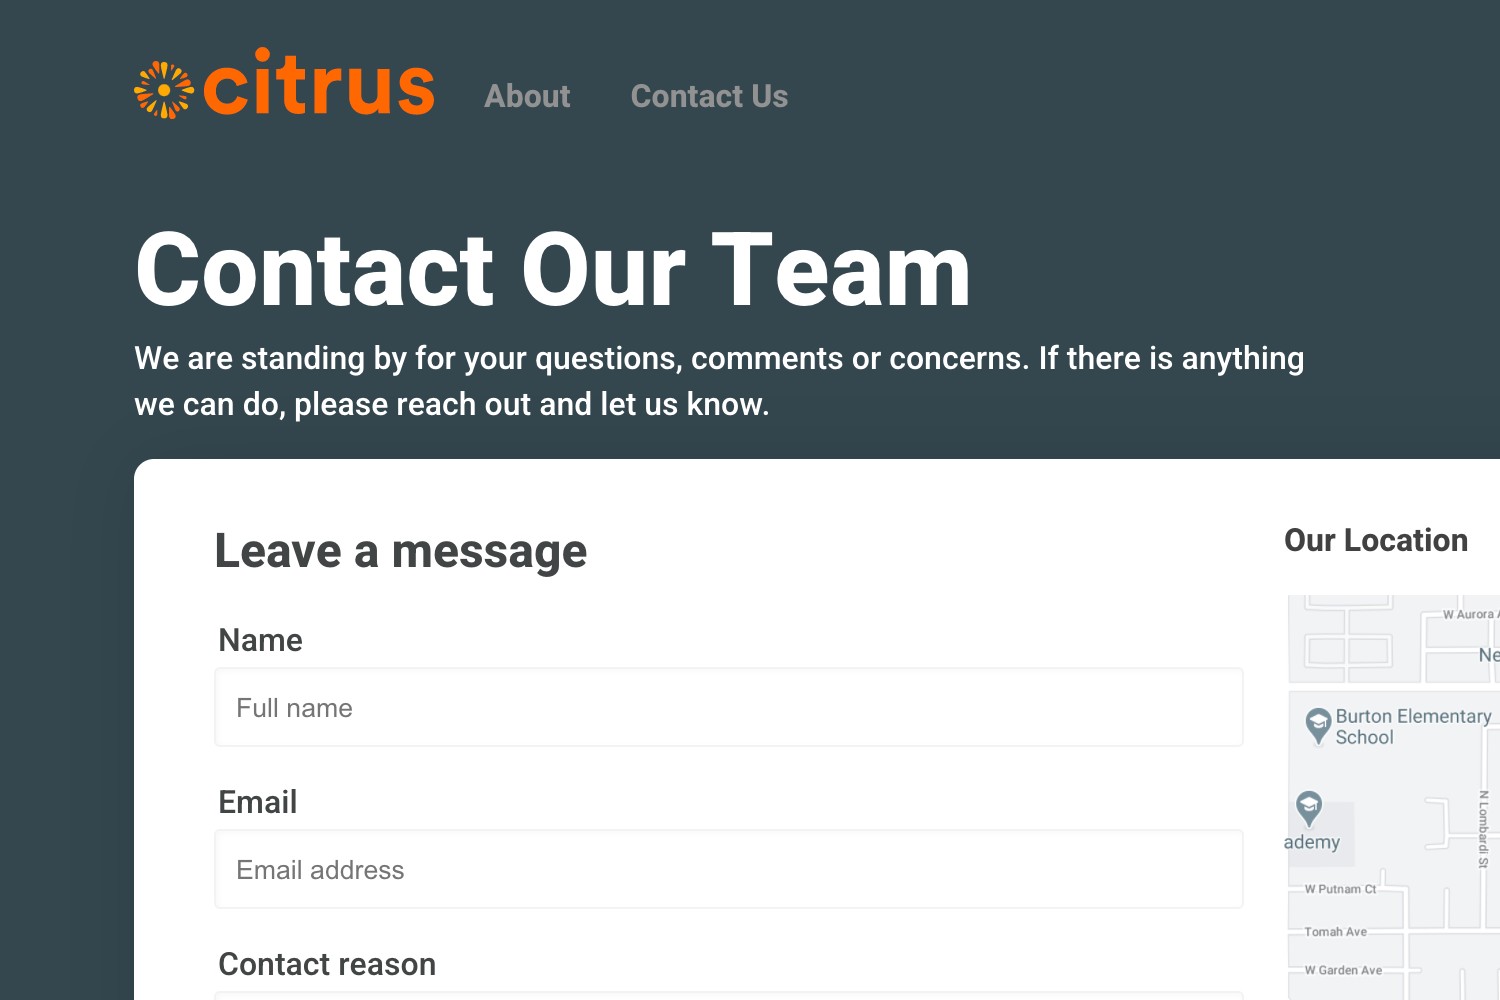 citrus
About
Contact Us
Contact Our Team
We are standing by for your questions, comments or concerns. If there is anything
we can do, please reach out and let us know.
Leave a message
Name
Full name
Email
Email address
Contact reason
Our Location
W Aurora A
Ne
Burton Elementary
School
N Lombardi St
ademy
W Putnam Ct
Tomah Ave
W Garden Ave